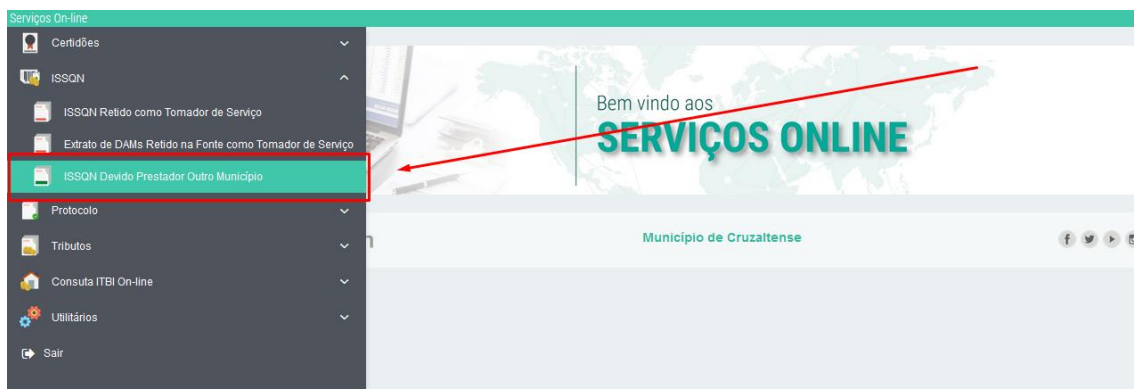 Serviços On-line
Certidões
ISSQN
ISSQN Retido como Tomador de Serviço
Extrato de DAMs Retido na Fonte como Tomador de Serviço
ISSQN Devido Prestador Outro Município
Protocolo
Tributos
Consuta ITBI On-line
Utilitários
Sair
Bem vindo aos
SERVIÇOS ONLINE
Município de Cruzaltense